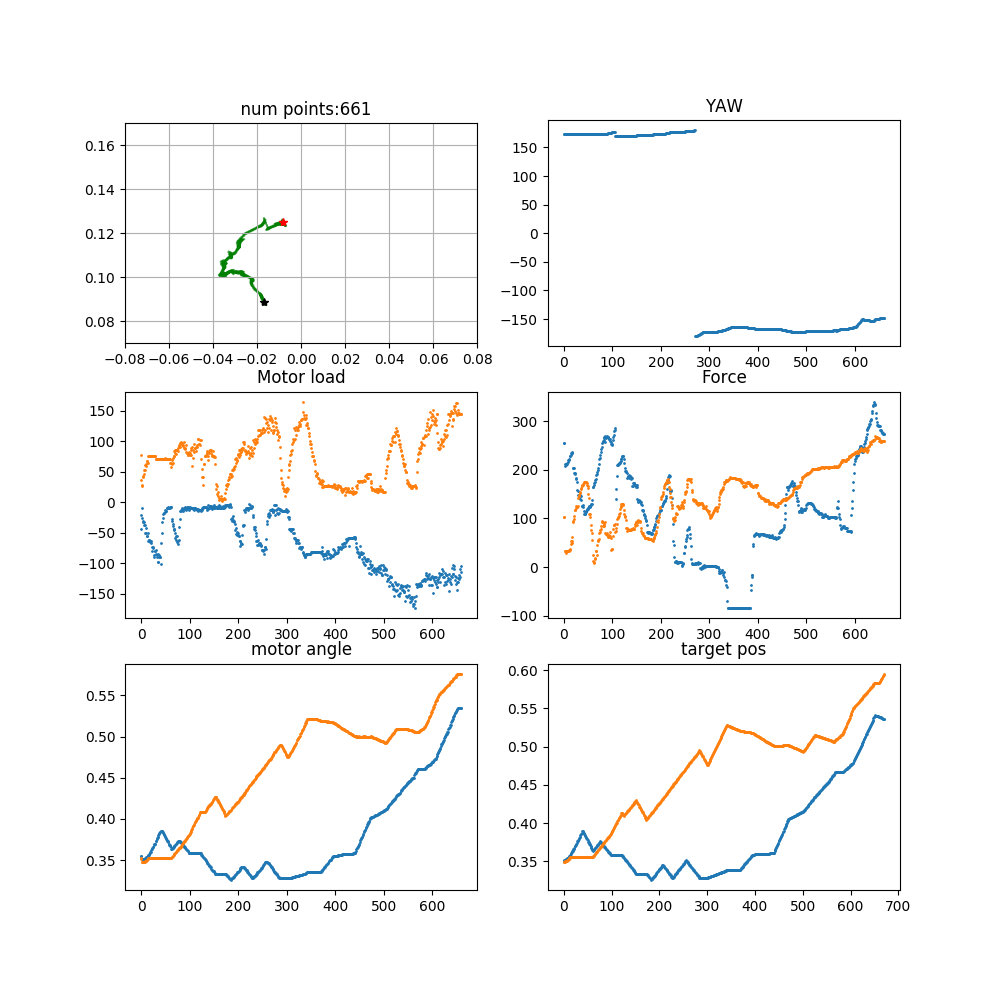 num points:661
YAW
0.16
0.14
0.12
0.10
0.08
−0.08 −0.06 −0.04 −0.02 0.00 0.02 0.04 0.06 0.08
150
100
50
0
−50
−100
−150
0 100 200 300 400 500 600
Motor load
Force
150
100
50
0
−50
−100
−150
0 100 200 300 400 500 600
300
200
100
0
−100
0 100 200 300 400 500 600
motor angle
target pos
0.55
0.50
0.45
0.40
0.35
0 100 200 300 400 500 600
0.60
0.55
0.50
0.45
0.40
0.35
0 100 200 300 400 500 600 700